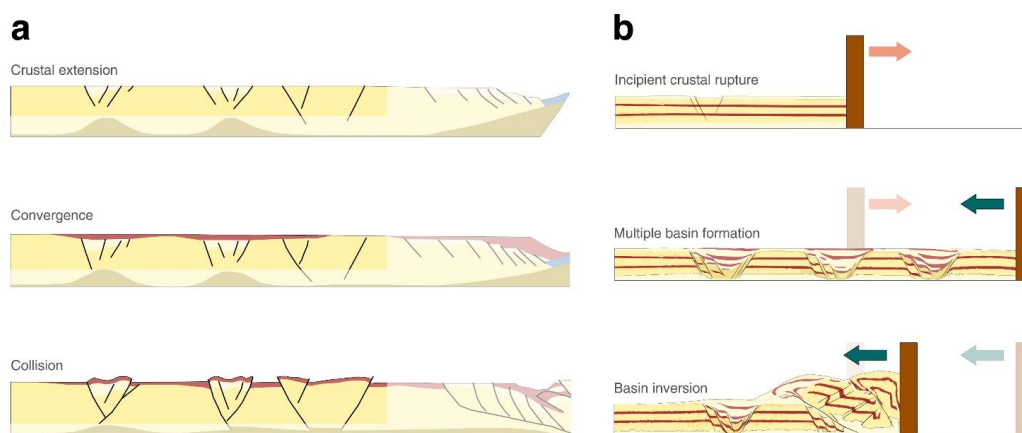 a
Crustal extension
Convergence
Collision
b
Incipient crustal rupture
Multiple basin formation
Basin inversion